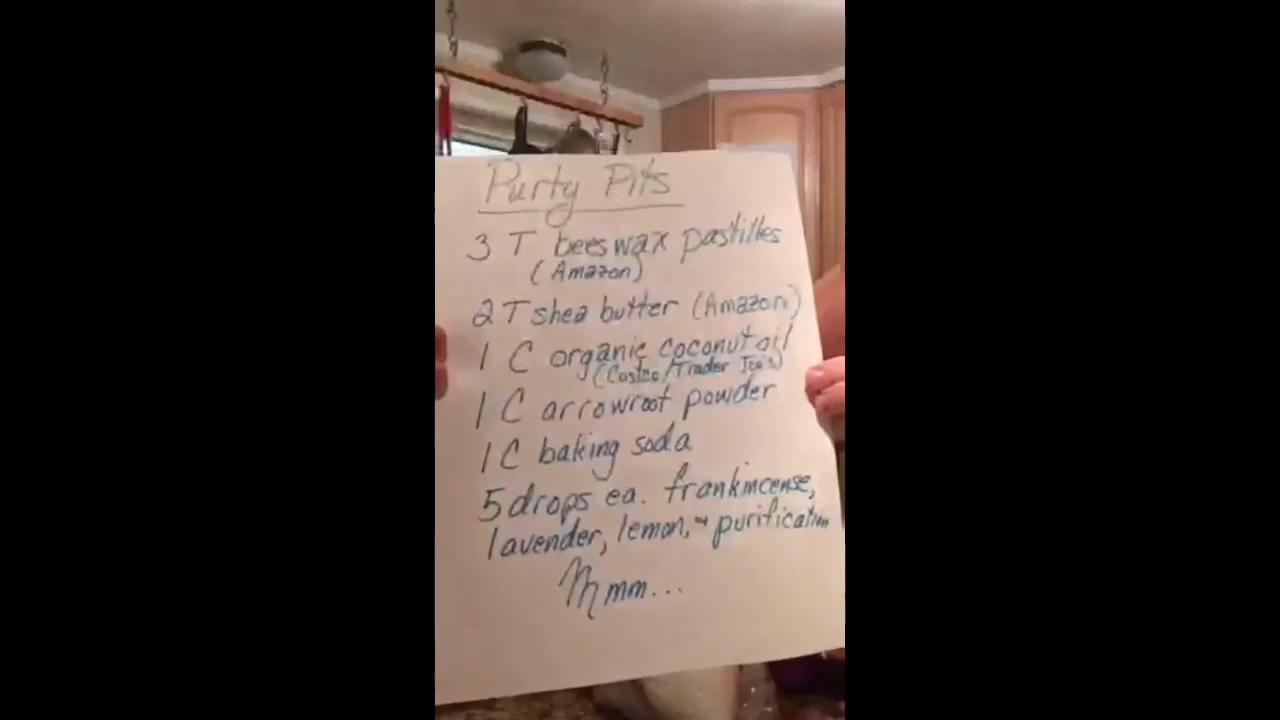 Purty Pits
3 T beeswax pastilles
(Amazon)
2 T shea butter (Amazon)
1 C organic coconut oil
(Costco/Trader Joe's)
1 C arrowroot powder
1 C baking soda
5 drops ea. frankincense,
lavender, lemon, + purification
Mmm...